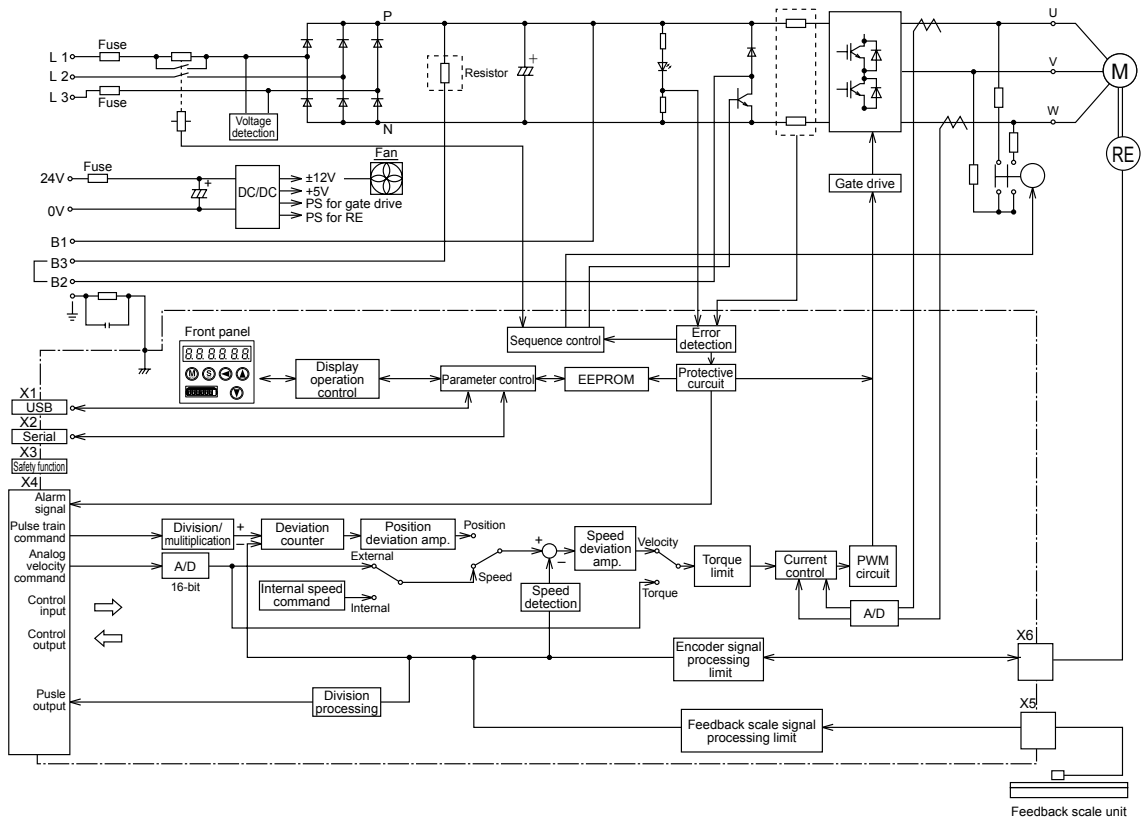 P
U
Fuse
L 1
L 2
L 3
Fuse
Resistor
V
M
Voltage
detection
N
W
RE
Fuse
24V
0V
DC/DC
±12V
+5V
PS for gate drive
PS for RE
Fan
Gate drive
B1
B3
B2
Front panel
8.8.8.8.8.8.
M
S
Display
operation
control
Sequence control
Error
detection
Parameter control
EEPROM
Protective
curcuit
X1
USB
X2
Serial
X3
Safety function
X4
Alarm
signal
Pulse train
command
Analog
velocity
command
Control
input
Control
output
Pusle
output
Division/
mulitiplication
+
−
Deviation
counter
Position
deviation amp.
Position
A/D
16-bit
External
Internal speed
command
Internal
Speed
+
−
Speed
deviation
amp.
Velocity
Speed
detection
Torque
Torque
limit
Current
control
PWM
circuit
A/D
Encoder signal
processing
limit
X6
Division
processing
Feedback scale signal
processing limit
X5
Feedback scale unit